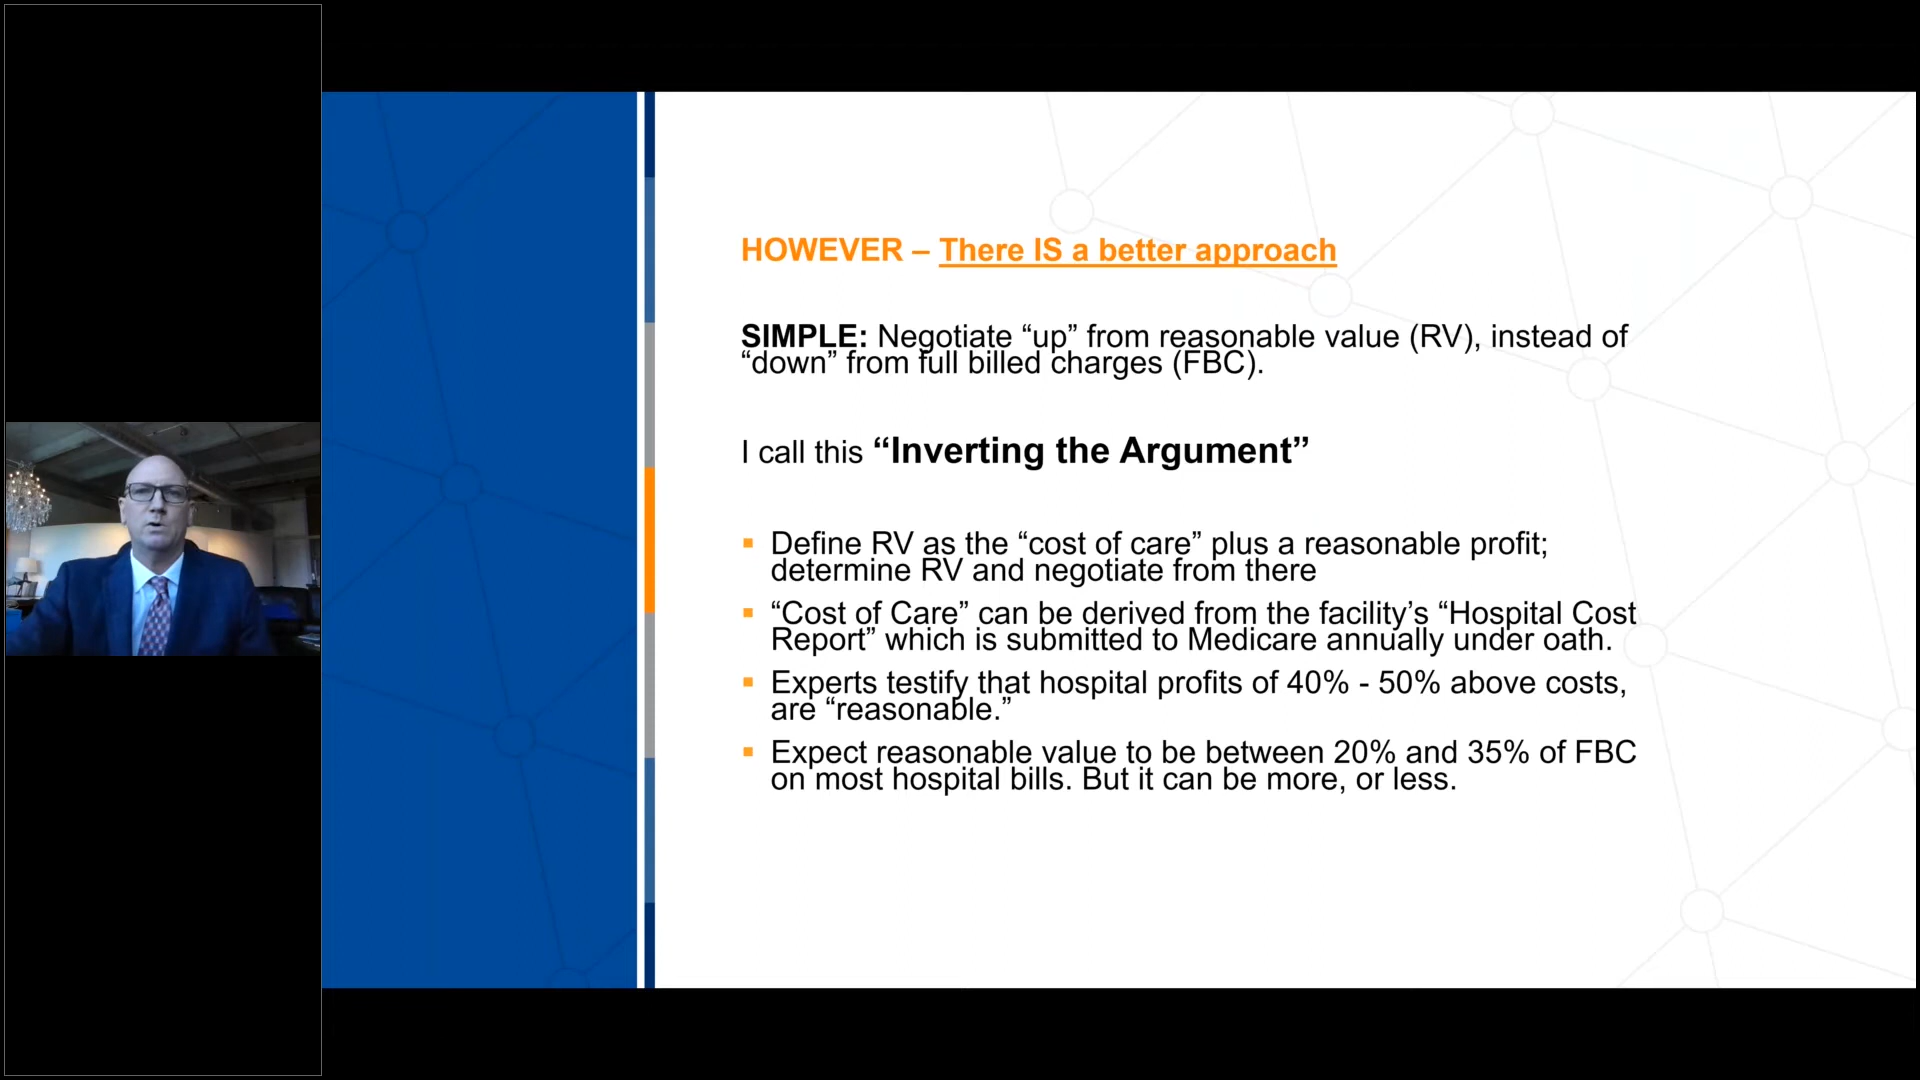 HOWEVER – There IS a better approach
SIMPLE: Negotiate “up” from reasonable value (RV), instead of
“down” from full billed charges (FBC).
I call this “Inverting the Argument”
▪ Define RV as the “cost of care” plus a reasonable profit;
determine RV and negotiate from there
▪ “Cost of Care” can be derived from the facility’s “Hospital Cost
Report” which is submitted to Medicare annually under oath.
▪ Experts testify that hospital profits of 40% - 50% above costs,
are “reasonable.”
▪ Expect reasonable value to be between 20% and 35% of FBC
on most hospital bills. But it can be more, or less.